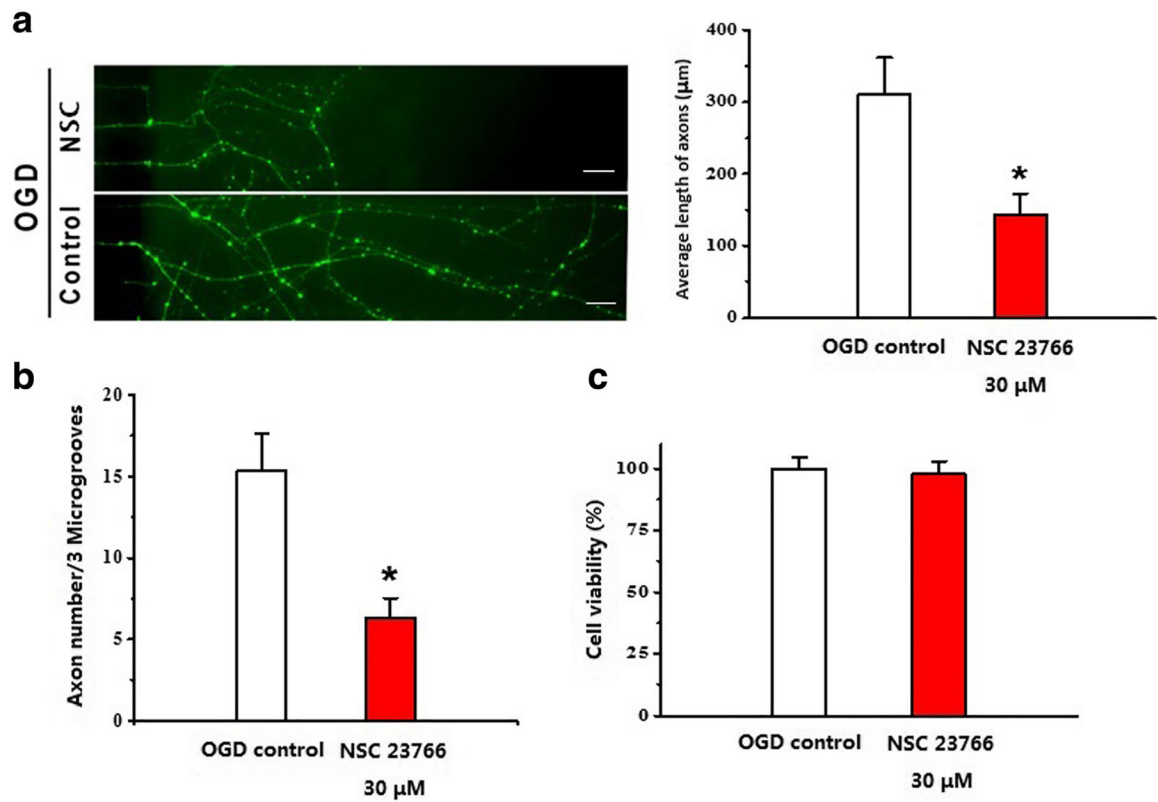 a
OGD
NSC
Control
Average length of axons (μm)
400
300
200
100
0
*
OGD control
NSC 23766
30 μM
b
Axon number/3 Microgrooves
20
15
10
5
0
*
OGD control
NSC 23766
30 μM
c
Cell viability (%)
100
75
50
25
0
OGD control
NSC 23766
30 μM